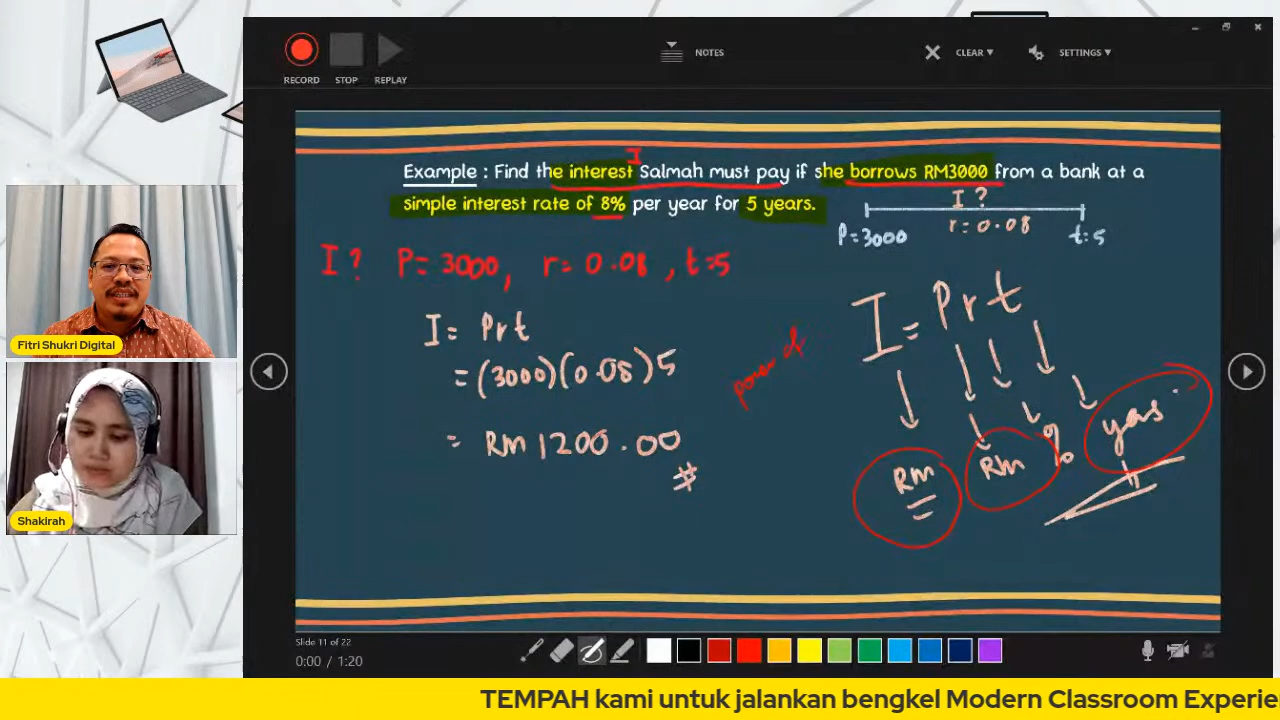 RECORD
STOP
REPLAY
NOTES
CLEAR
SETTINGS
Example : Find the interest Salmah must pay if she borrows RM3000 from a bank at a
I
simple interest rate of 8% per year for 5 years.
I ?
P=3000
r=0.08
t=5
I? P= 3000, r= 0.08, t=5
I= Prt
=(3000)(0.08)5
= RM 1200.00
#
I = Prt
RM
RM
%
Fitri Shukri Digital
Shakirah
Slide 11 of 22
0:00 / 1:20
TEMPAH kami untuk jalankan bengkel Modern Classroom Experie